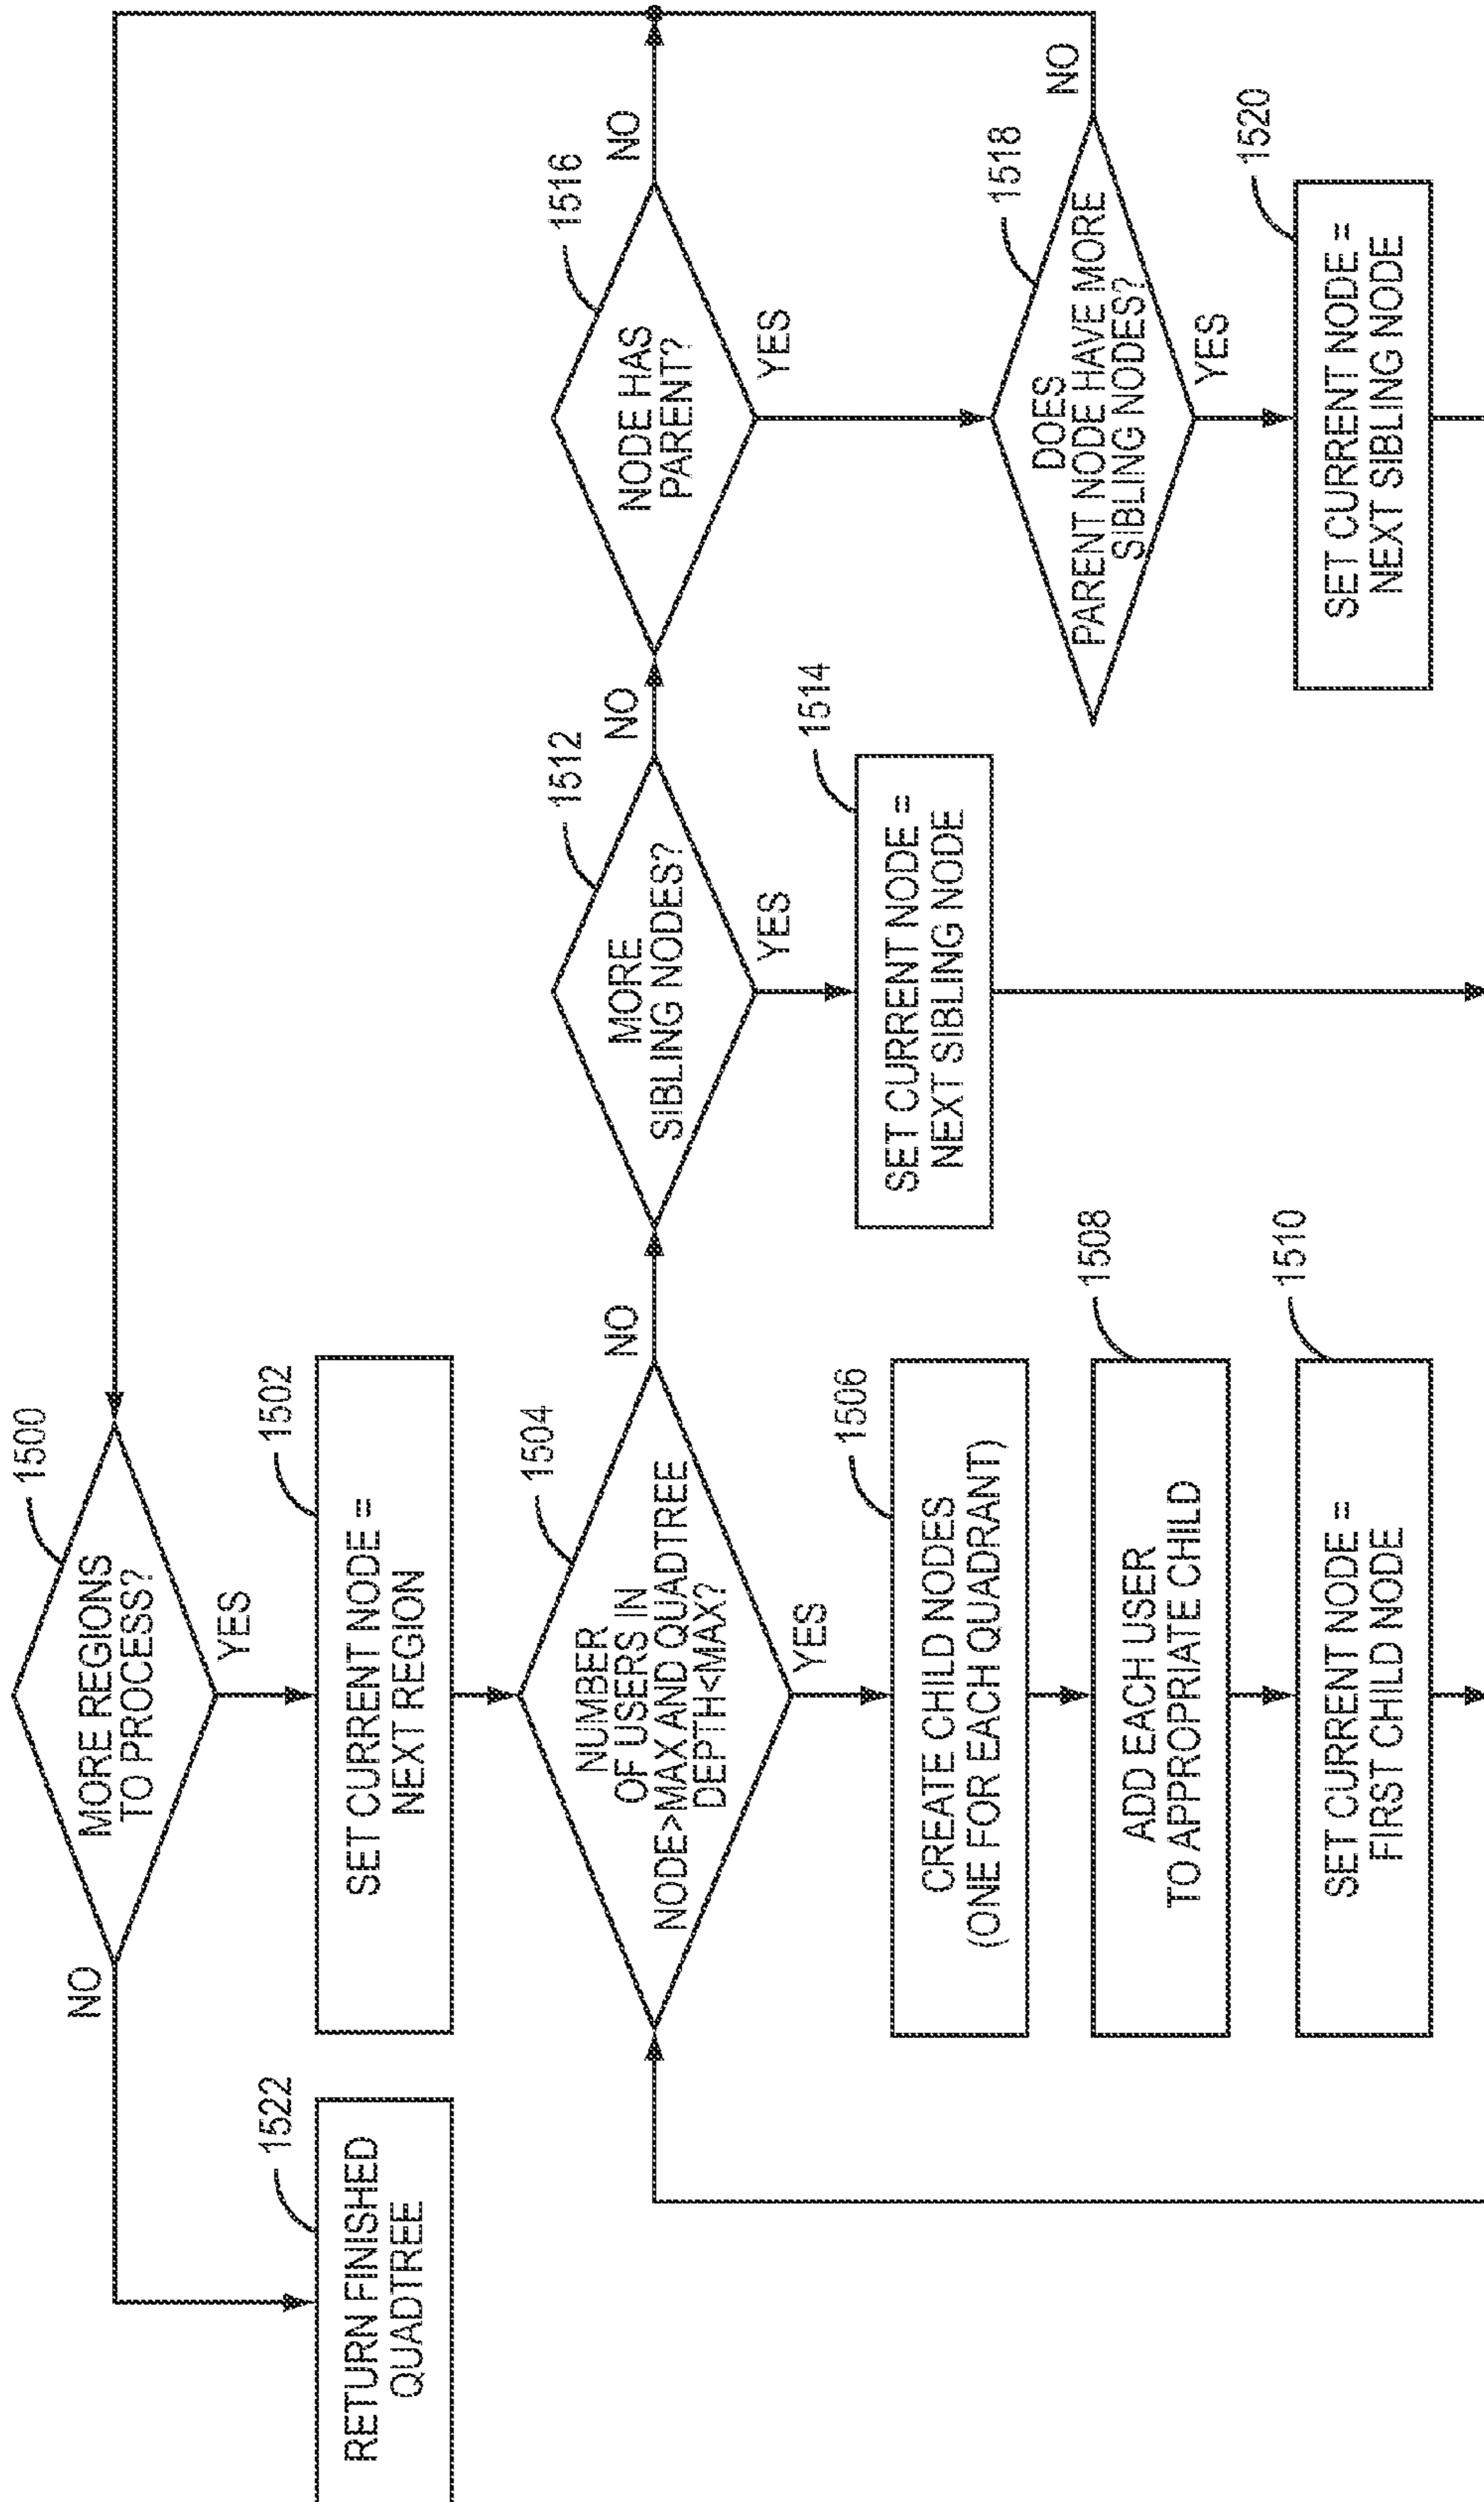 1500
MORE REGIONS
TO PROCESS?
NO
YES
1522
RETURN FINISHED
QUADTREE
1502
SET CURRENT NODE =
NEXT REGION
1504
NUMBER
OF USERS IN
NODE>MAX AND QUADTREE
DEPTH<MAX?
NO
YES
1506
CREATE CHILD NODES
(ONE FOR EACH QUADRANT)
1508
ADD EACH USER
TO APPROPRIATE CHILD
1510
SET CURRENT NODE =
FIRST CHILD NODE
1512
MORE
SIBLING NODES?
NO
YES
1514
SET CURRENT NODE =
NEXT SIBLING NODE
1516
NODE HAS
PARENT?
NO
YES
1518
DOES
PARENT NODE HAVE MORE
SIBLING NODES?
NO
YES
1520
SET CURRENT NODE =
NEXT SIBLING NODE